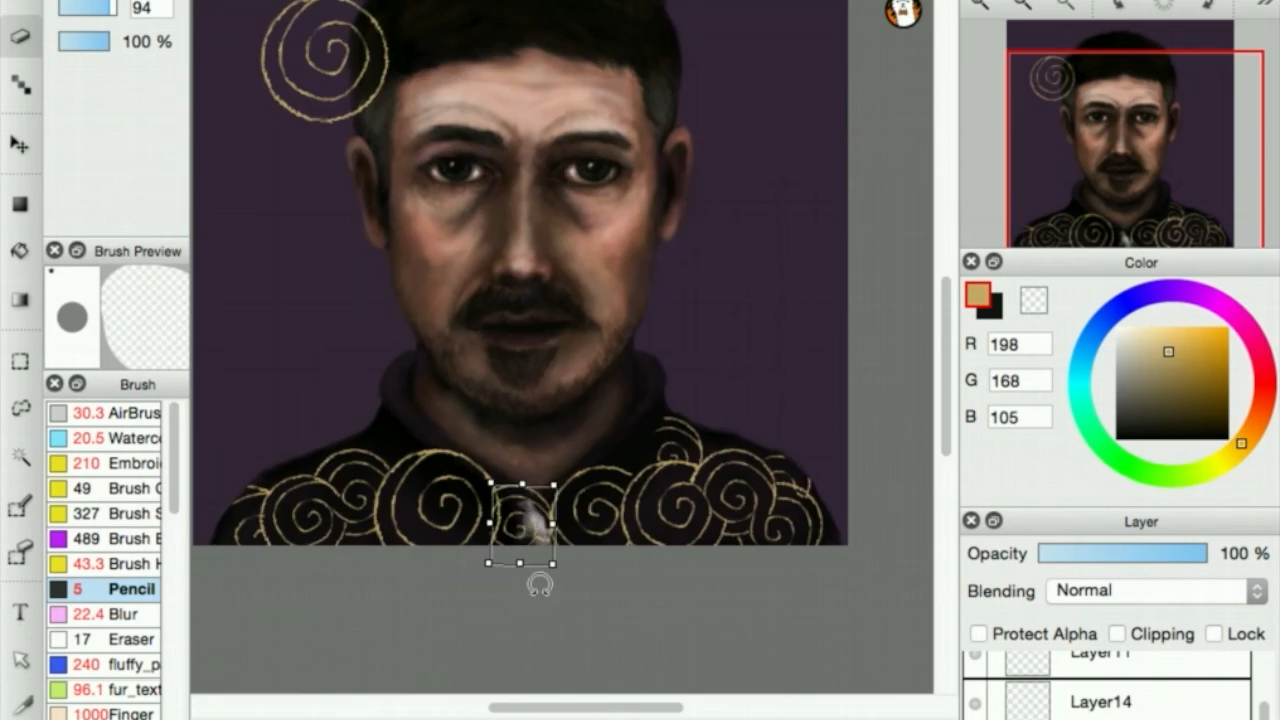 94
100 %
Brush Preview
Brush
30.3 AirBrus
20.5 Waterc
210 Embroi
49 Brush
327 Brush S
489 Brush
43.3 Brush
5 Pencil
22.4 Blur
17 Eraser
240 fluffy_p
96.1 fur_text
1000 Finger
Color
R 198
G 168
B 105
Layer
Opacity 100 %
Blending Normal
Protect Alpha Clipping Lock
Layer11
Layer14
T